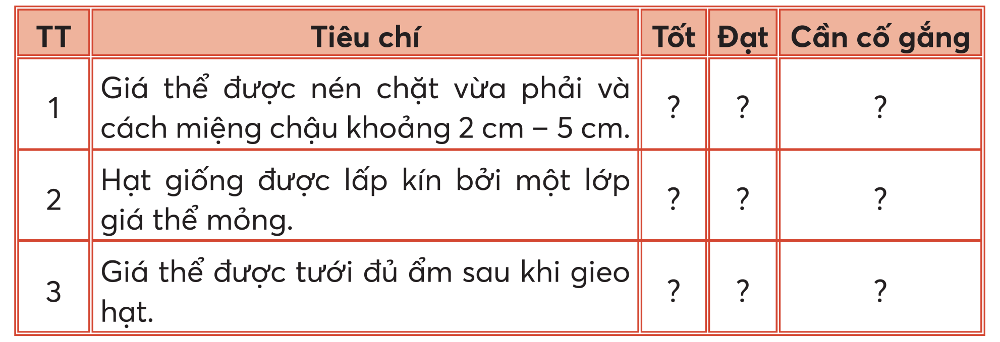 TT Tiêu chí Tốt Đạt Cần cố gắng
1 Giá thể được nén chặt vừa phải và
cách miệng chậu khoảng 2 cm – 5 cm. ? ? ?
2 Hạt giống được lấp kín bởi một lớp
giá thể mỏng. ? ? ?
3 Giá thể được tưới đủ ẩm sau khi gieo
hạt. ? ? ?